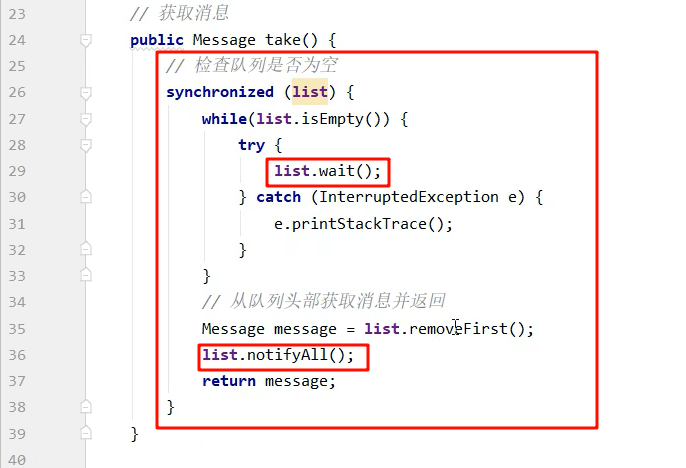 23 // 获取消息
24 public Message take() {
25 // 检查队列是否为空
26 synchronized (list) {
27 while(list.isEmpty()) {
28 try {
29 list.wait();
30 } catch (InterruptedException e) {
31 e.printStackTrace();
32 }
33 }
34 // 从队列头部获取消息并返回
35 Message message = list.removeFirst();
36 list.notifyAll();
37 return message;
38 }
39 }
40